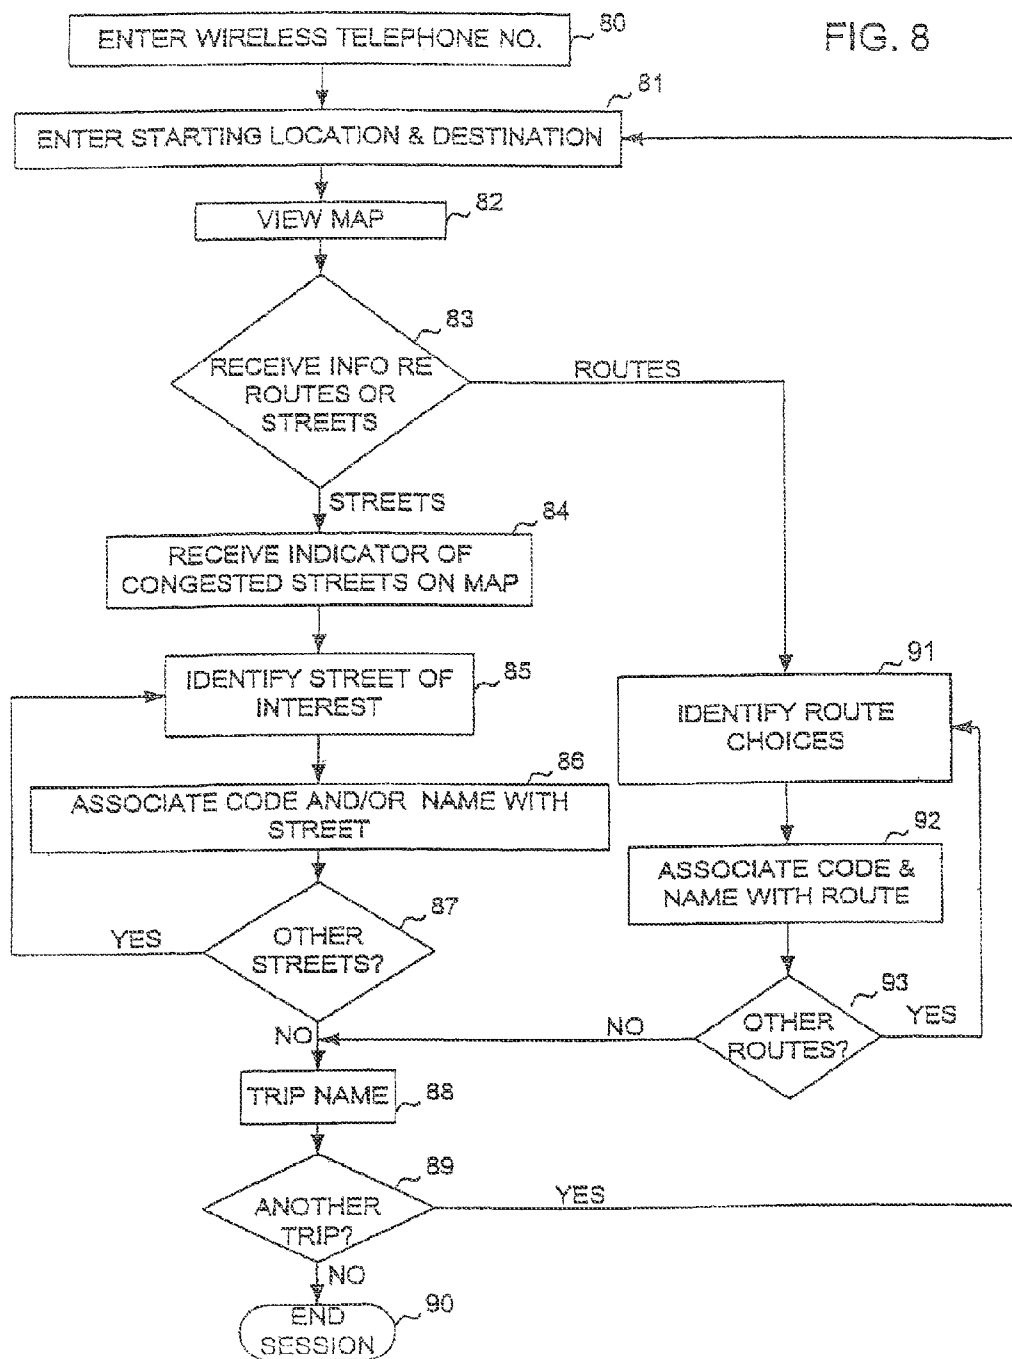 FIG. 8
ENTER WIRELESS TELEPHONE NO.
80
81
ENTER STARTING LOCATION & DESTINATION
VIEW MAP
82
83
RECEIVE INFO RE
ROUTES OR
STREETS
ROUTES
STREETS
84
RECEIVE INDICATOR OF
CONGESTED STREETS ON MAP
IDENTIFY STREET OF
INTEREST
85
91
IDENTIFY ROUTE
CHOICES
86
ASSOCIATE CODE AND/OR NAME WITH
STREET
92
ASSOCIATE CODE &
NAME WITH ROUTE
87
OTHER
STREETS?
YES
93
OTHER
ROUTES?
YES
NO
NO
TRIP NAME
88
89
ANOTHER
TRIP?
YES
NO
END
SESSION
90